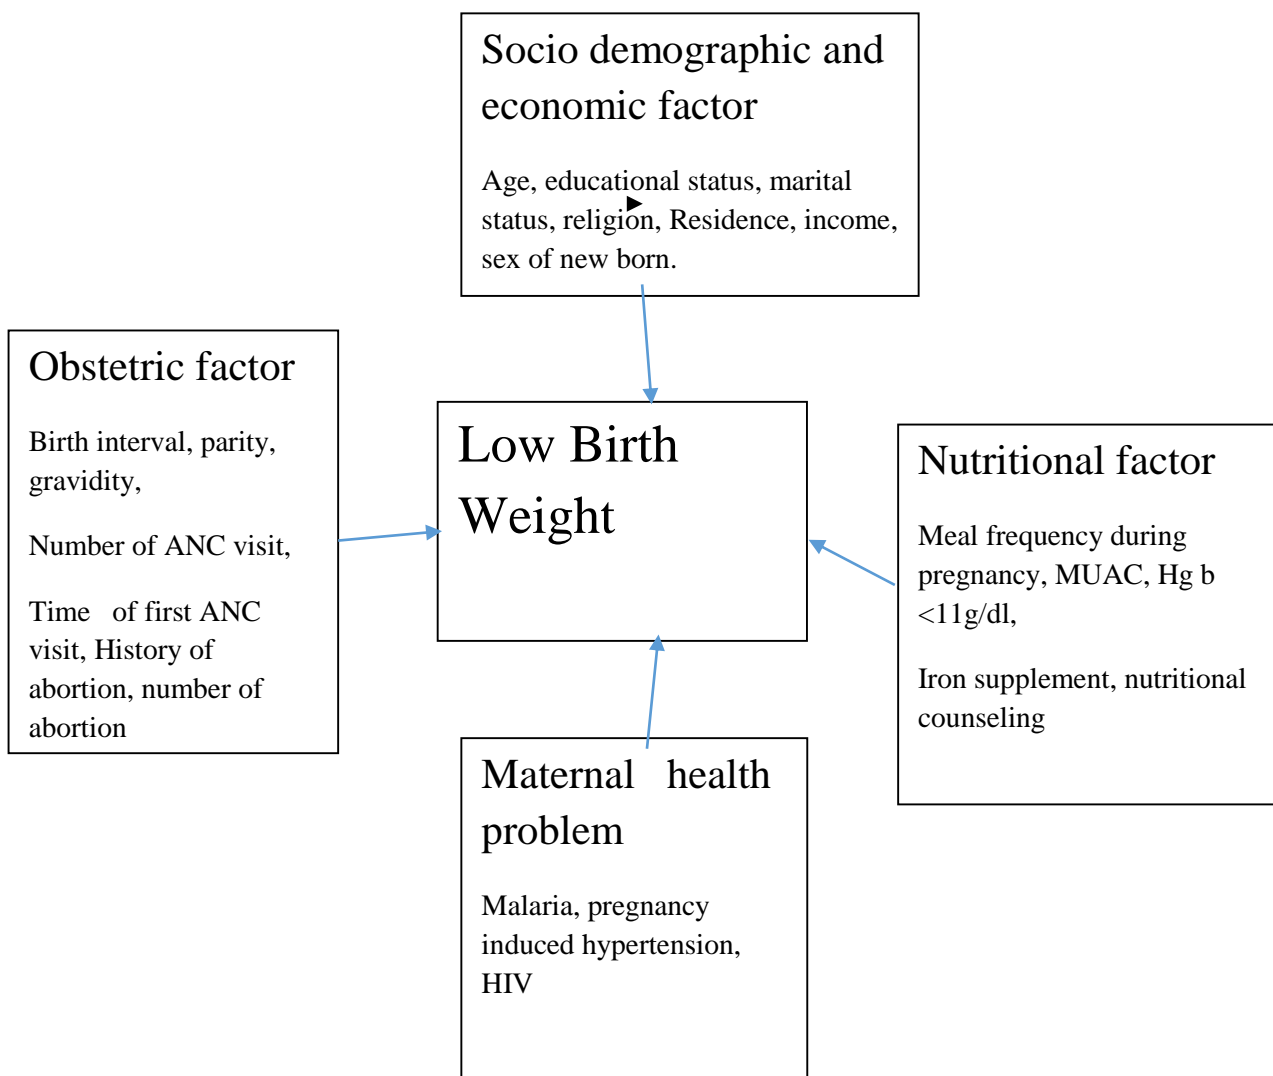 Socio demographic and
economic factor
Age, educational status, marital
status, religion, Residence, income,
sex of new born.
Obstetric factor
Birth interval, parity,
gravidity,
Number of ANC visit,
Time of first ANC
visit, History of
abortion, number of
abortion
Low Birth
Weight
Nutritional factor
Meal frequency during
pregnancy, MUAC, Hg b
<11g/dl,
Iron supplement, nutritional
counseling
Maternal health
problem
Malaria, pregnancy
induced hypertension,
HIV